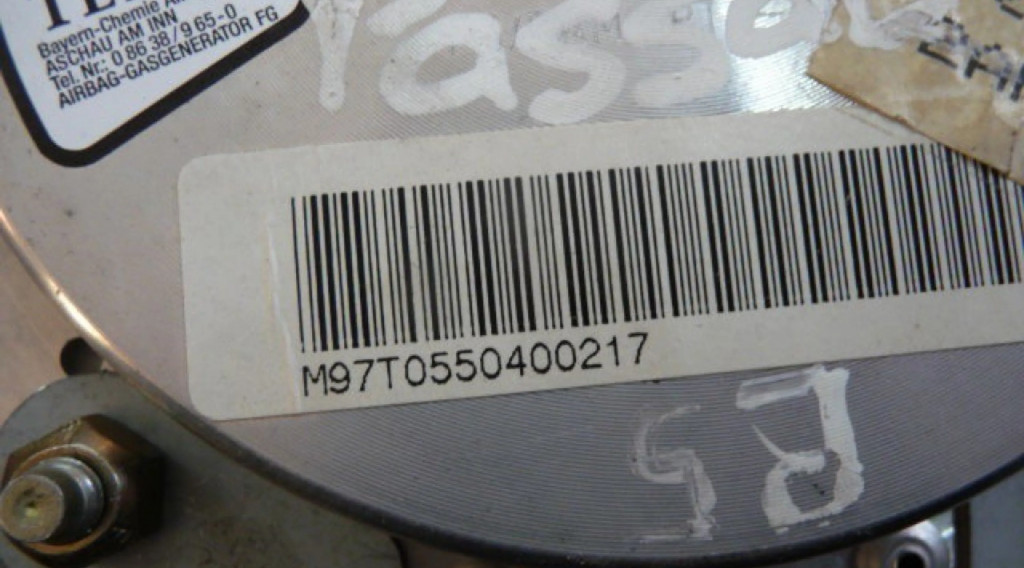 Bayern-Chemie
ASCHAU AM INN
Tel. Nr.: 0 86 38 / 9 65 - 0
AIRBAG-GASGENERATOR FG
Passat
M97T0550400217